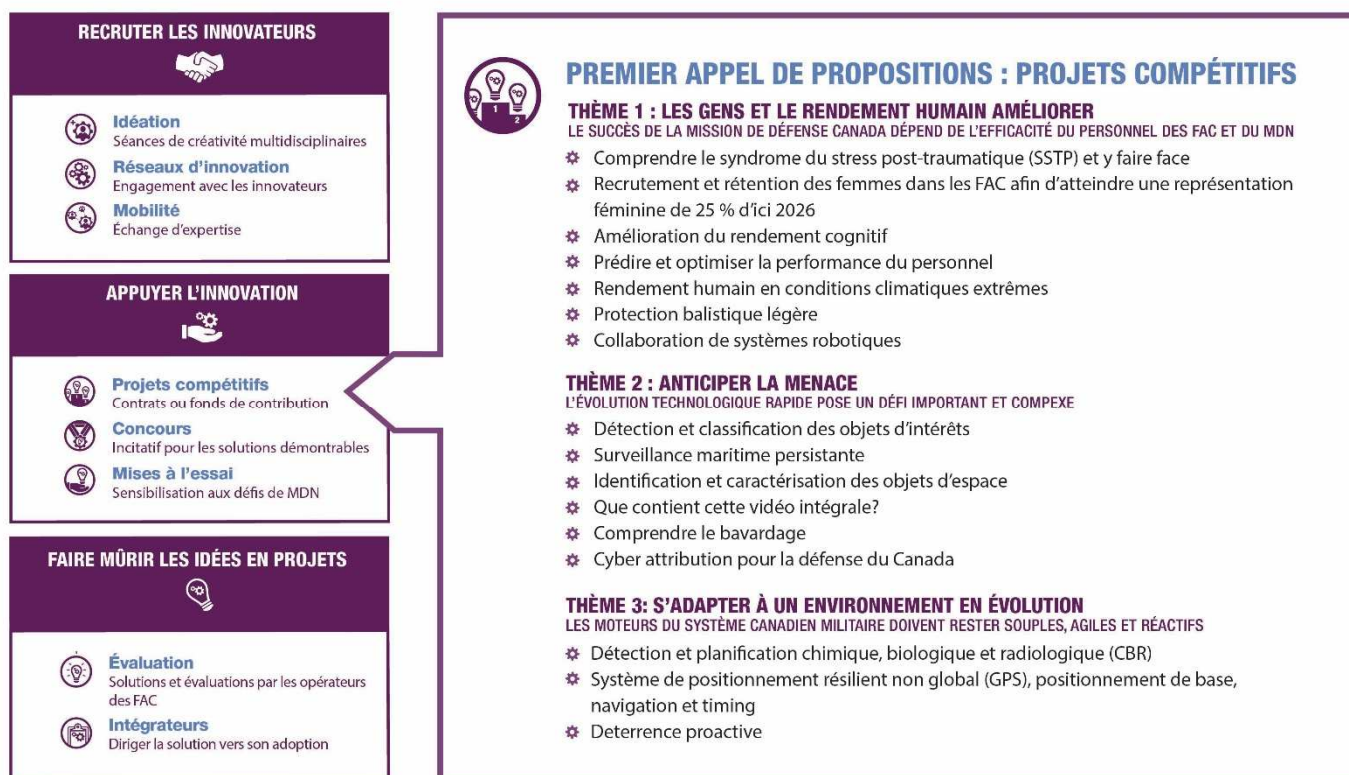 RECRUTER LES INNOVATEURS
Idéation
Séances de créativité multidisciplinaires
Réseaux d'innovation
Engagement avec les innovateurs
Mobilité
Échange d'expertise
APPUYER L'INNOVATION
Projets compétitifs
Contrats ou fonds de contribution
Concours
Incitatif pour les solutions démontrables
Mises à l'essai
Sensibilisation aux défis de MDN
FAIRE MÛRIR LES IDÉES EN PROJETS
Évaluation
Solutions et évaluations par les opérateurs
des FAC
Intégrateurs
Diriger la solution vers son adoption
1
2
PREMIER APPEL DE PROPOSITIONS : PROJETS COMPÉTITIFS
THÈME 1 : LES GENS ET LE RENDEMENT HUMAIN AMÉLIORER
LE SUCCÈS DE LA MISSION DE DÉFENSE CANADA DÉPEND DE L'EFFICACITÉ DU PERSONNEL DES FAC ET DU MDN
Comprendre le syndrome du stress post-traumatique (SSTP) et y faire face
Recrutement et rétention des femmes dans les FAC afin d'atteindre une représentation
féminine de 25 % d'ici 2026
Amélioration du rendement cognitif
Prédire et optimiser la performance du personnel
Rendement humain en conditions climatiques extrêmes
Protection balistique légère
Collaboration de systèmes robotiques
THÈME 2 : ANTICIPER LA MENACE
L'ÉVOLUTION TECHNOLOGIQUE RAPIDE POSE UN DÉFI IMPORTANT ET COMPEXE
Détection et classification des objets d'intérêts
Surveillance maritime persistante
Identification et caractérisation des objets d'espace
Que contient cette vidéo intégrale?
Comprendre le bavardage
Cyber attribution pour la défense du Canada
THÈME 3: S'ADAPTER À UN ENVIRONNEMENT EN ÉVOLUTION
LES MOTEURS DU SYSTÈME CANADIEN MILITAIRE DOIVENT RESTER SOUPLES, AGILES ET RÉACTIFS
Détection et planification chimique, biologique et radiologique (CBR)
Système de positionnement résilient non global (GPS), positionnement de base,
navigation et timing
Deterrence proactive